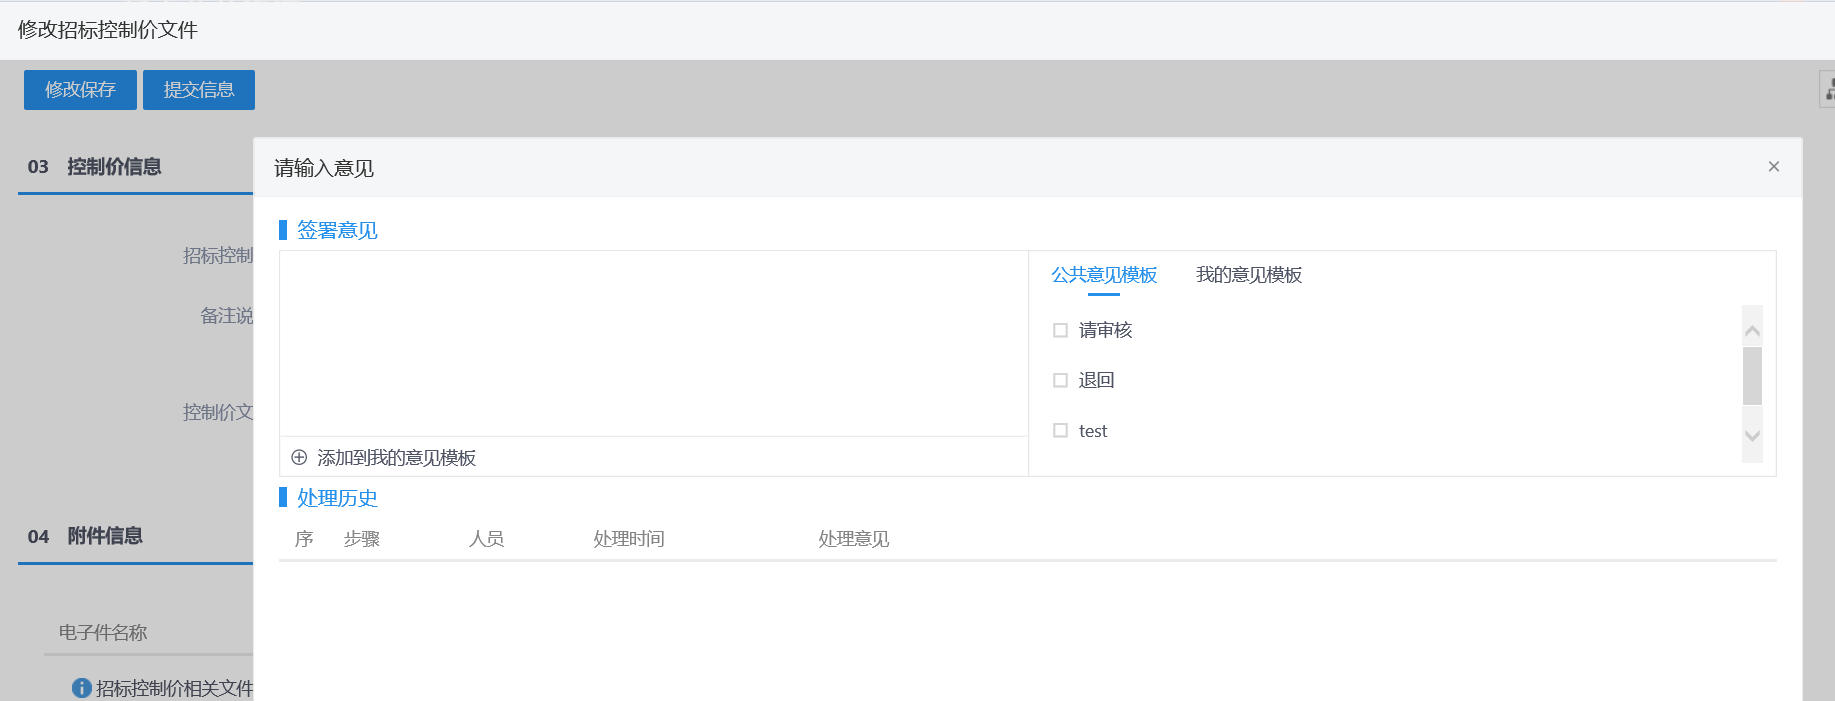 修改招标控制价文件
修改保存 提交信息
03 控制价信息
招标控制
备注说
控制价文
04 附件信息
电子件名称
招标控制价相关文件
请输入意见 ×
签署意见
公共意见模板 我的意见模板
请审核
退回
test
添加到我的意见模板
处理历史
序 步骤 人员 处理时间 处理意见